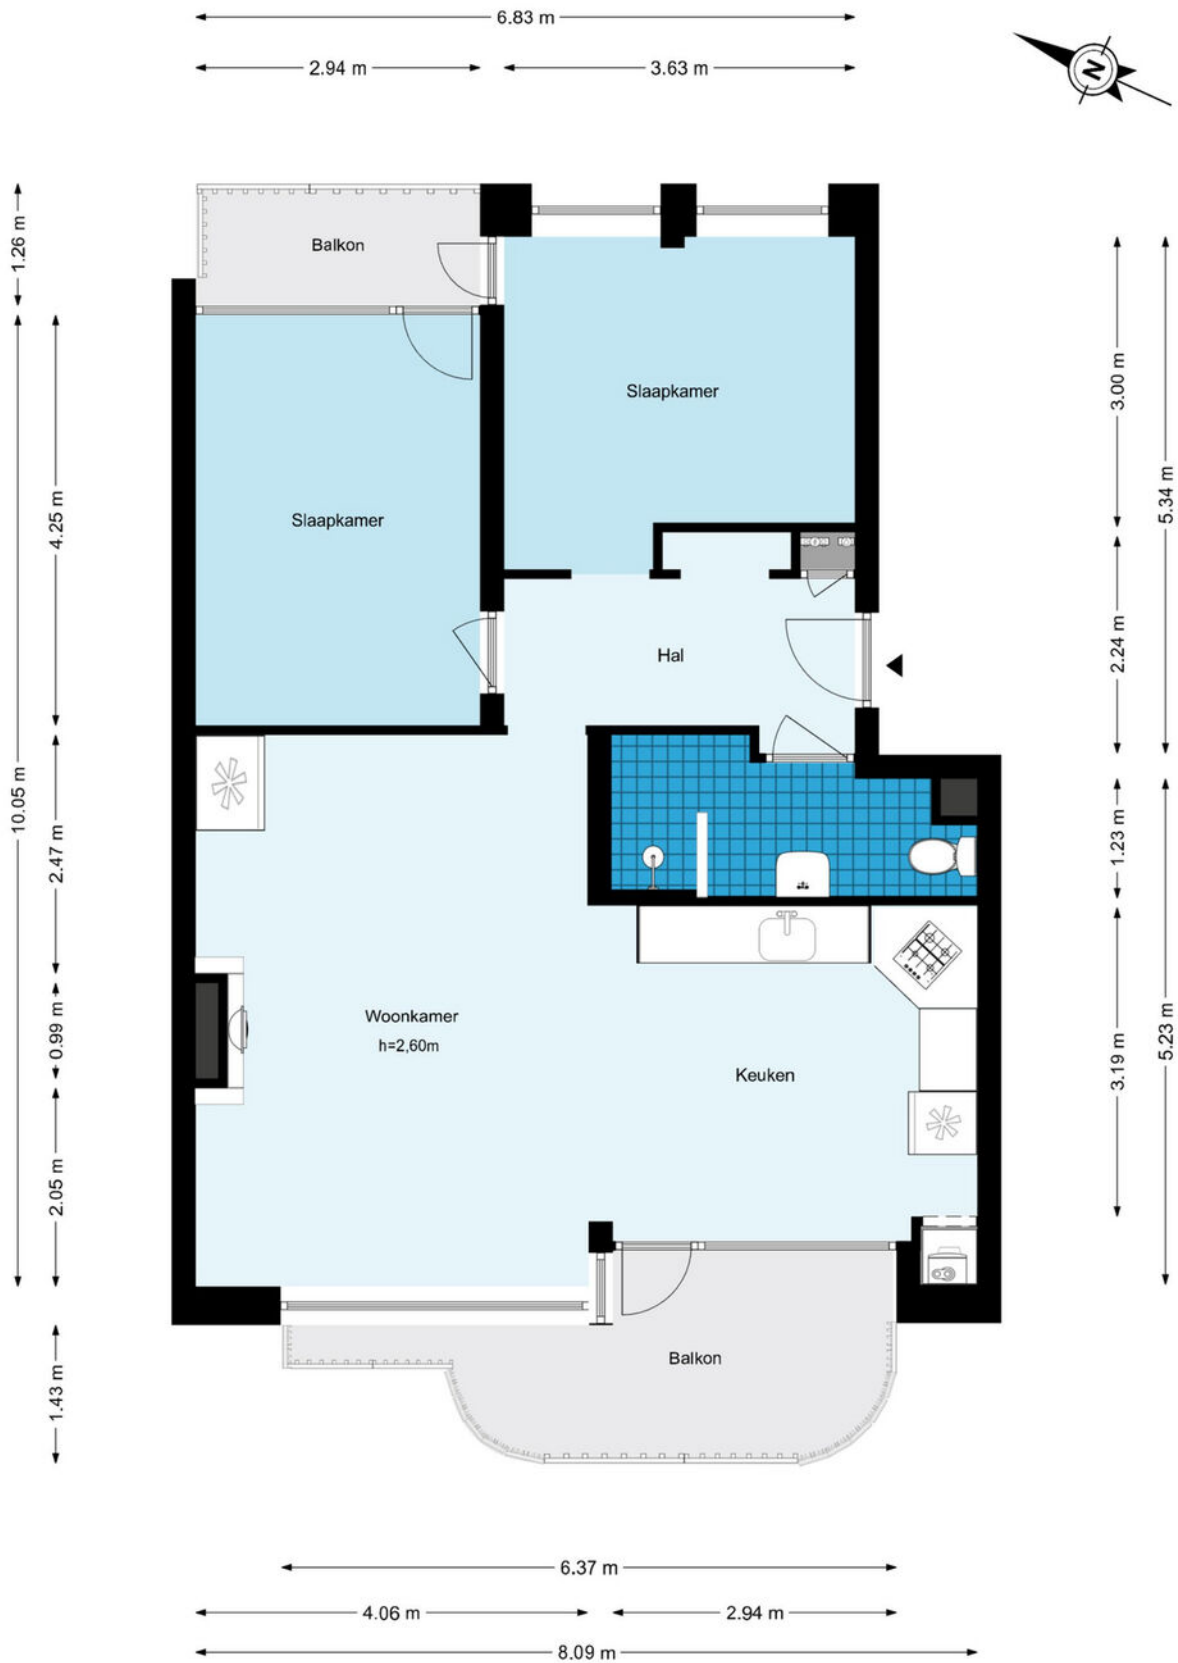 6.83 m
2.94 m
3.63 m
N
1.26 m
Balkon
Slaapkamer
3.00 m
5.34 m
4.25 m
Slaapkamer
Hal
2.24 m
10.05 m
2.47 m
1.23 m
0.99 m
Woonkamer
h=2,60m
Keuken
3.19 m
5.23 m
2.05 m
Balkon
1.43 m
6.37 m
4.06 m
2.94 m
8.09 m